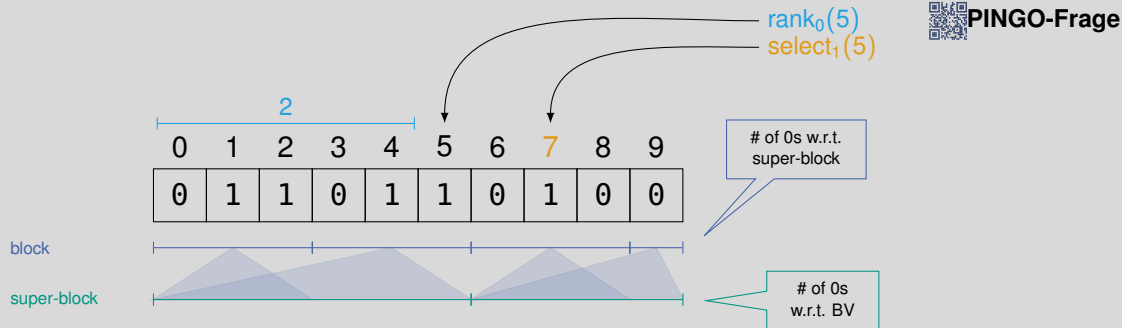 rank₀(5)
PINGO-Frage
select₁(5)
2
0 1 2 3 4 5 6 7 8 9
0 1 1 0 1 1 0 1 0 0
# of 0s w.r.t.
super-block
block
super-block
# of 0s
w.r.t. BV